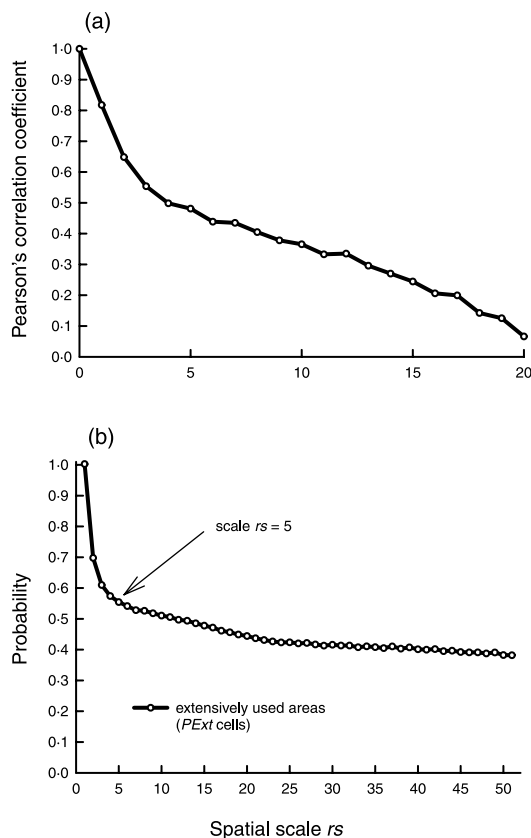 (a)
Pearson's correlation coefficient
1·0
0·9
0·8
0·7
0·6
0·5
0·4
0·3
0·2
0·1
0·0
0 5 10 15 20
(b)
Probability
1·0
0·9
0·8
0·7
0·6
0·5
0·4
0·3
0·2
0·1
0·0
scale rs = 5
extensively used areas
(PExt cells)
0 5 10 15 20 25 30 35 40 45 50
Spatial scale rs